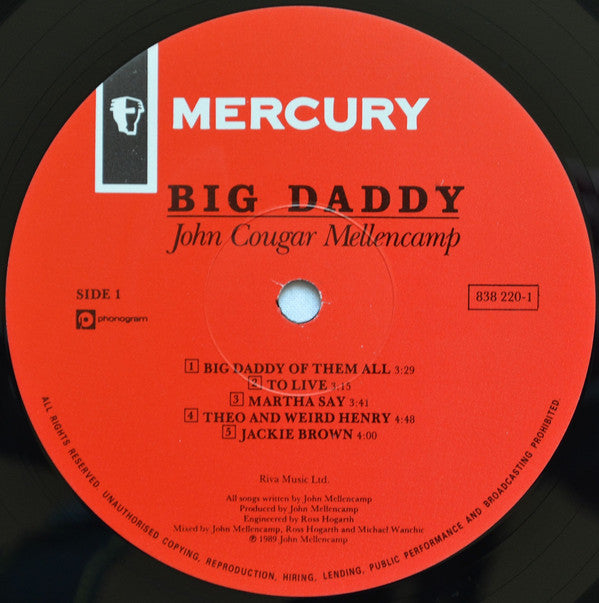 MERCURY
BIG DADDY
John Cougar Mellencamp
SIDE 1
838 220-1
phonogram
1 BIG DADDY OF THEM ALL 3:29
2 TO LIVE 3:15
3 MARTHA SAY 3:41
4 THEO AND WEIRD HENRY 4:48
5 JACKIE BROWN 4:00
Riva Music Ltd.
All songs written by John Mellencamp
Produced by John Mellencamp
Engineered by Ross Hogarth
Mixed by John Mellencamp, Ross Hogarth and Michael Wanchic
℗ 1989 John Mellencamp
ALL RIGHTS RESERVED. UNAUTHORISED COPYING, REPRODUCTION, HIRING, LENDING, PUBLIC PERFORMANCE AND BROADCASTING PROHIBITED.